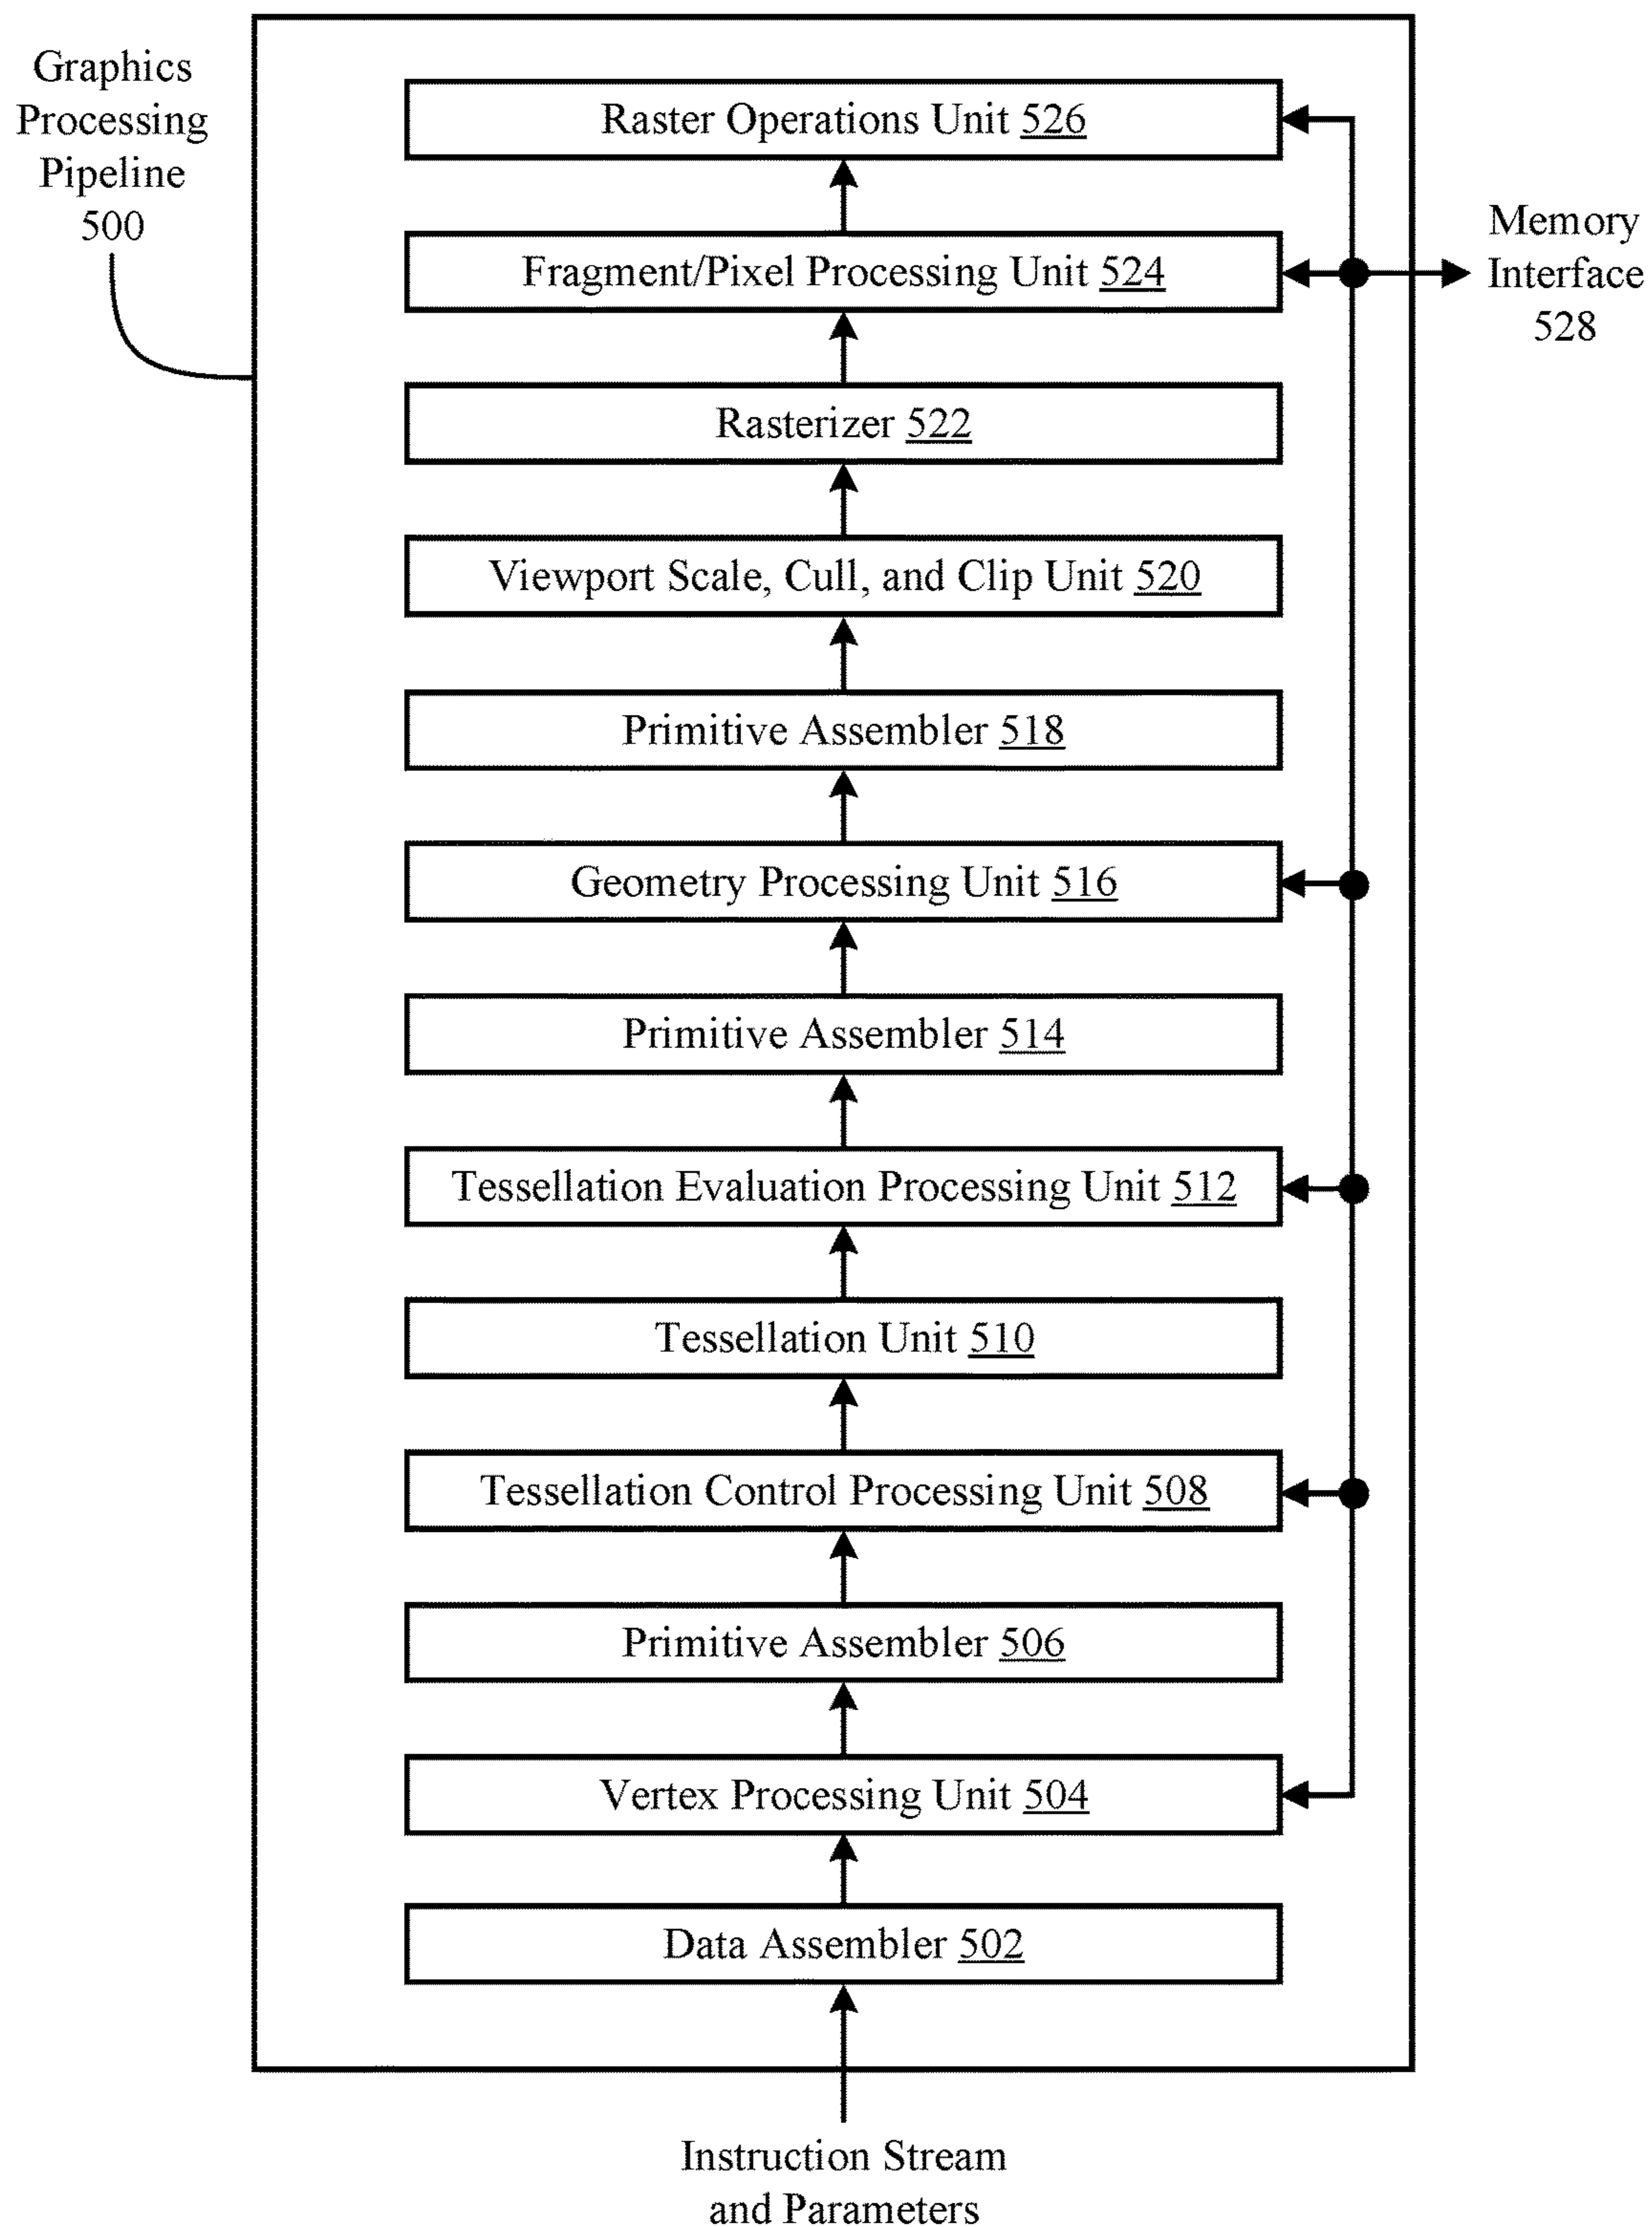 Graphics
Processing
Pipeline
500
Raster Operations Unit 526
Fragment/Pixel Processing Unit 524
Memory
Interface
528
Rasterizer 522
Viewport Scale, Cull, and Clip Unit 520
Primitive Assembler 518
Geometry Processing Unit 516
Primitive Assembler 514
Tessellation Evaluation Processing Unit 512
Tessellation Unit 510
Tessellation Control Processing Unit 508
Primitive Assembler 506
Vertex Processing Unit 504
Data Assembler 502
Instruction Stream
and Parameters